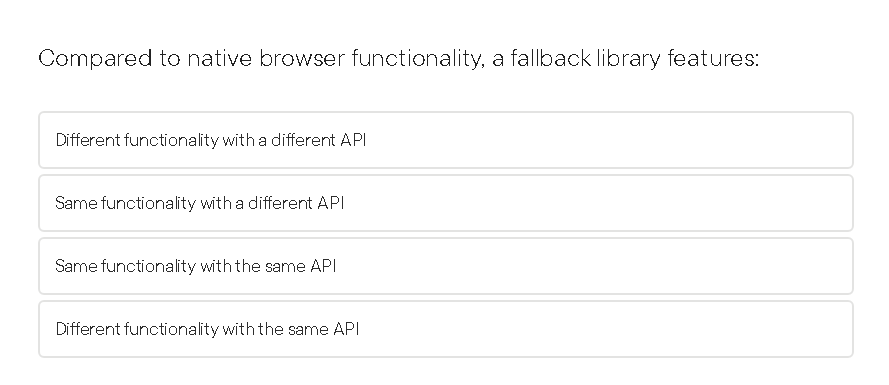 Compared to native browser functionality, a fallback library features:
Different functionality with a different API
Same functionality with a different API
Same functionality with the same API
Different functionality with the same API